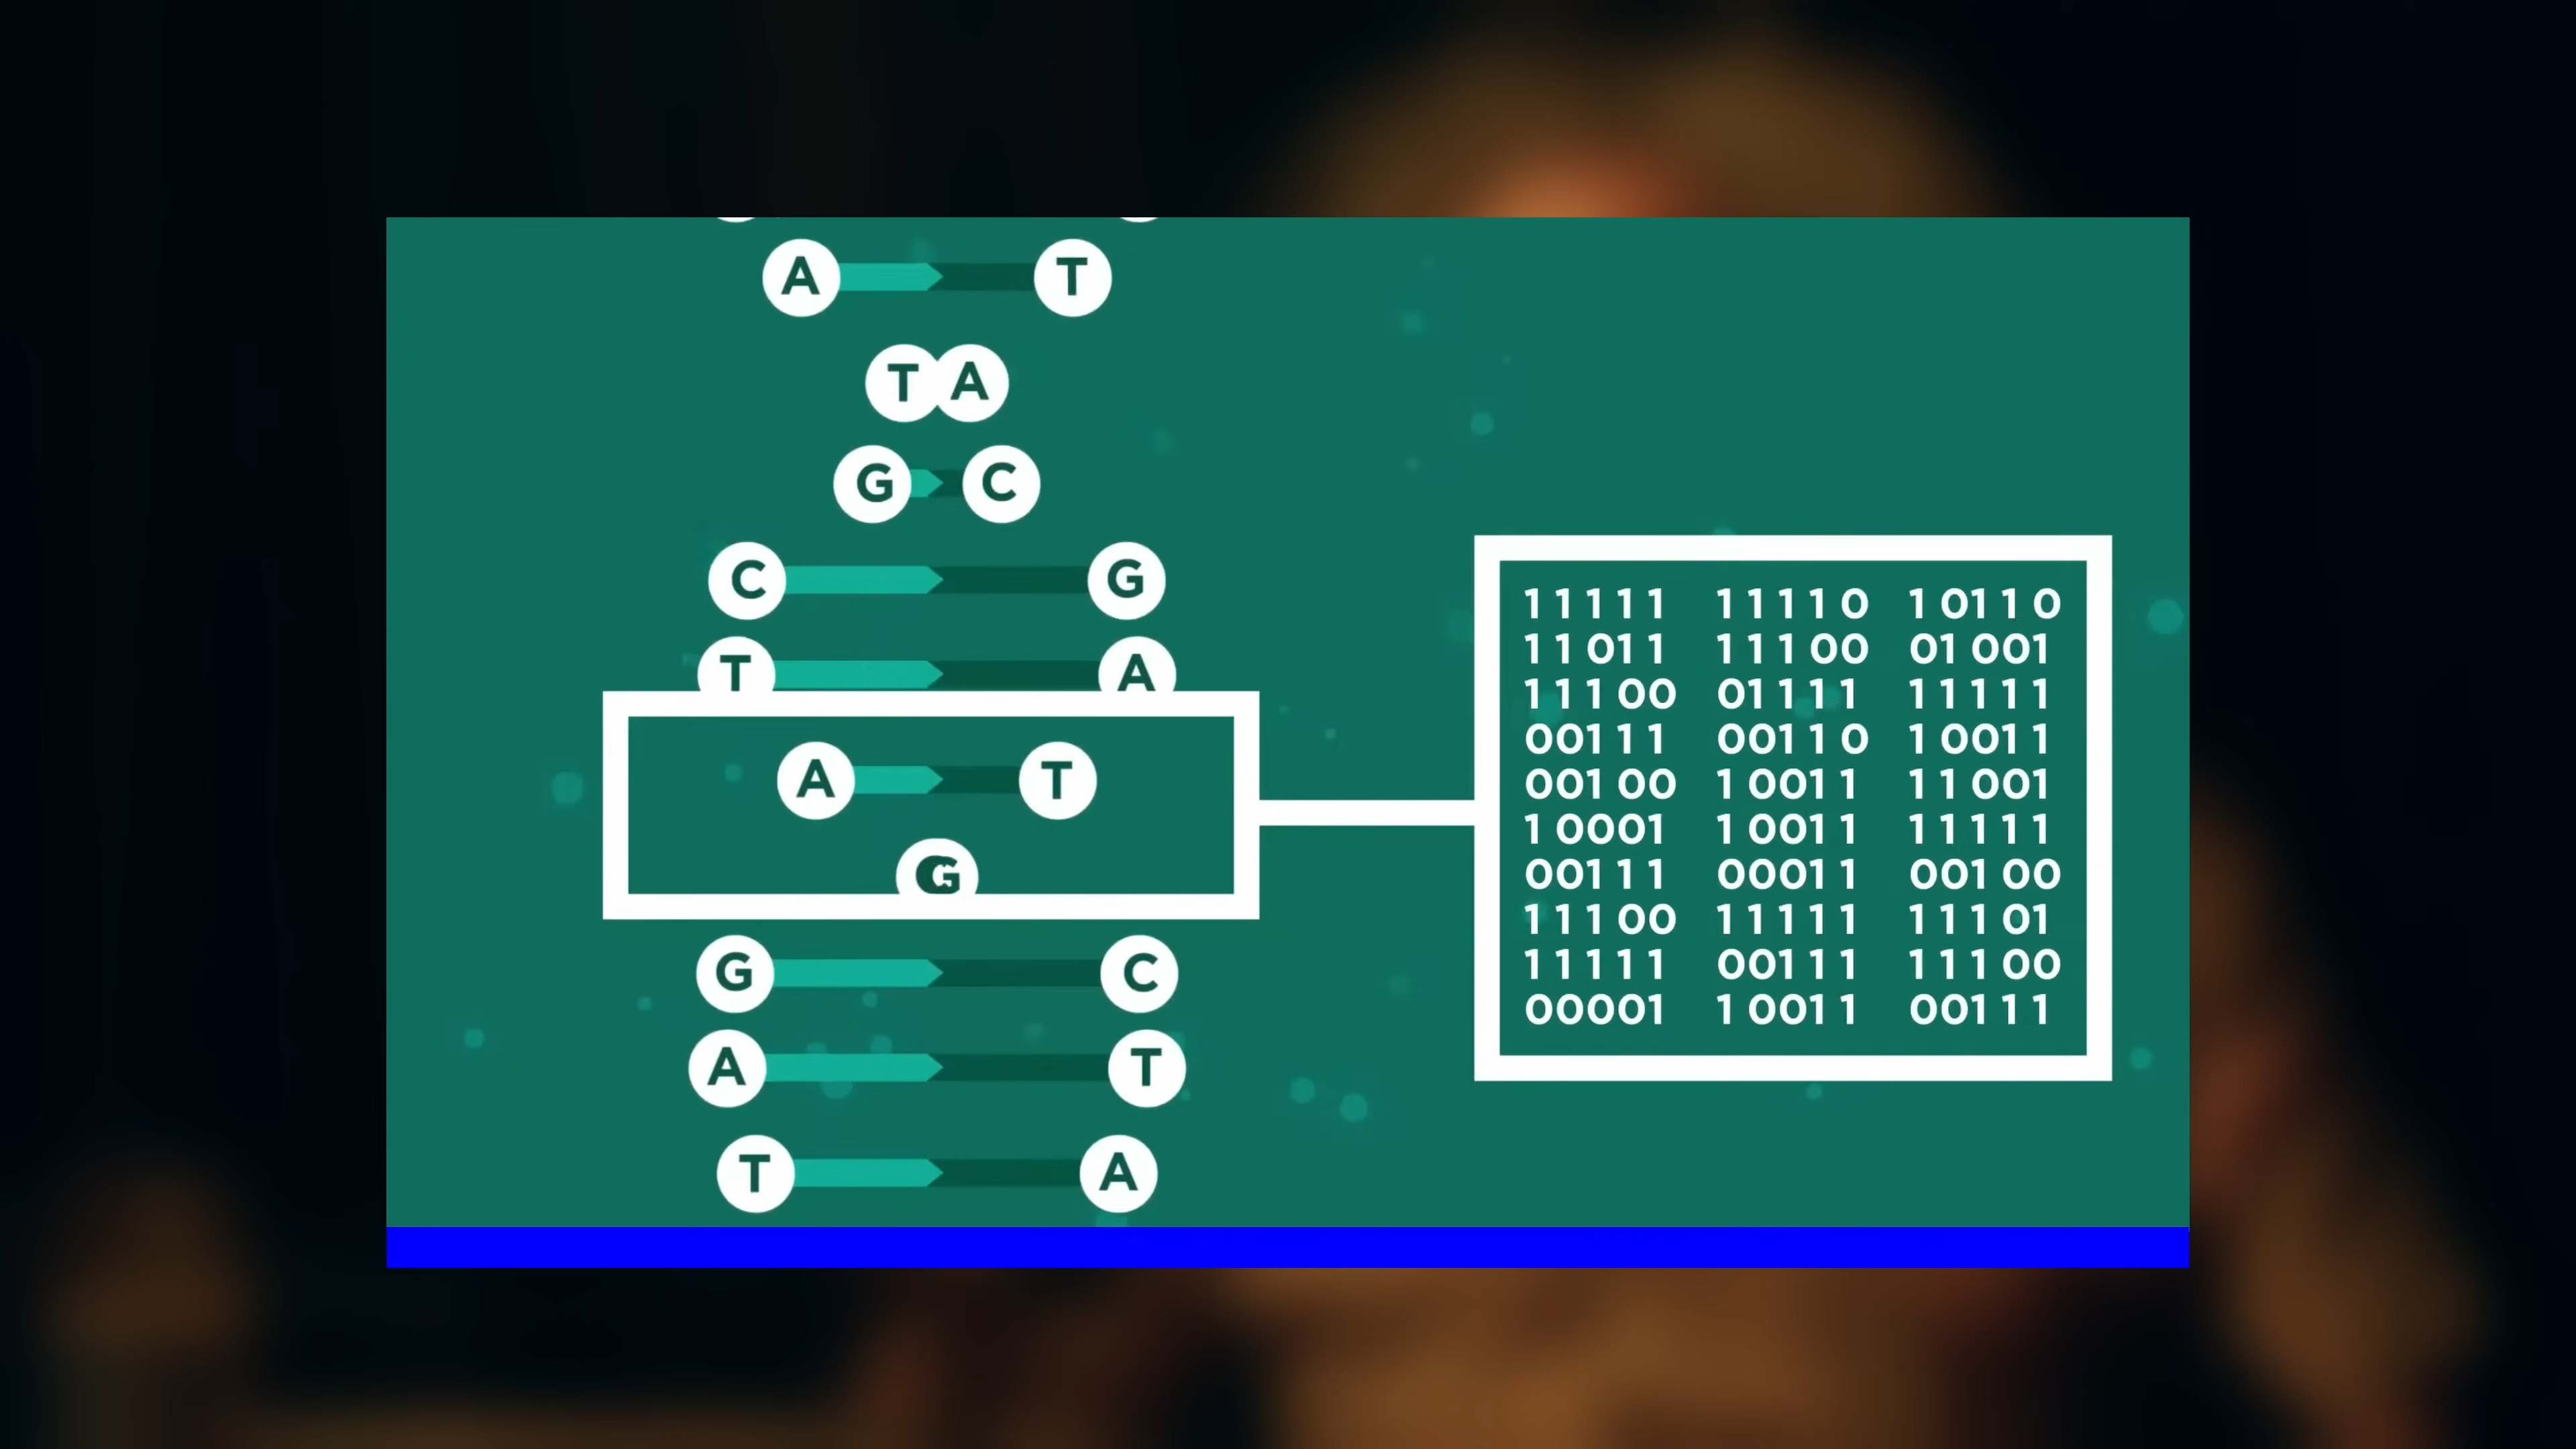 A T
T A
G C
C G
T A
A T
G
G C
A T
T A
11111 11110 10110
11011 11100 01001
11100 01111 11111
00111 00110 10011
00100 10011 11001
10001 10011 11111
00111 00011 00100
11100 11111 11101
11111 00111 11100
00001 10011 00111